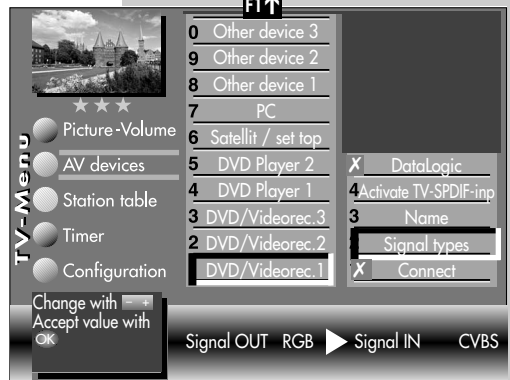 F1↑
TV-Menu
Picture-Volume
AV devices
Station table
Timer
Configuration
0 Other device 3
9 Other device 2
8 Other device 1
7 PC
6 Satellit / set top
5 DVD Player 2
4 DVD Player 1
3 DVD/Videorec.3
2 DVD/Videorec.2
DVD/Videorec.1
✗ DataLogic
4 Activate TV-SPDIF-inp
3 Name
Signal types
✗ Connect
Change with - +
Accept value with
OK
Signal OUT RGB ▶ Signal IN CVBS